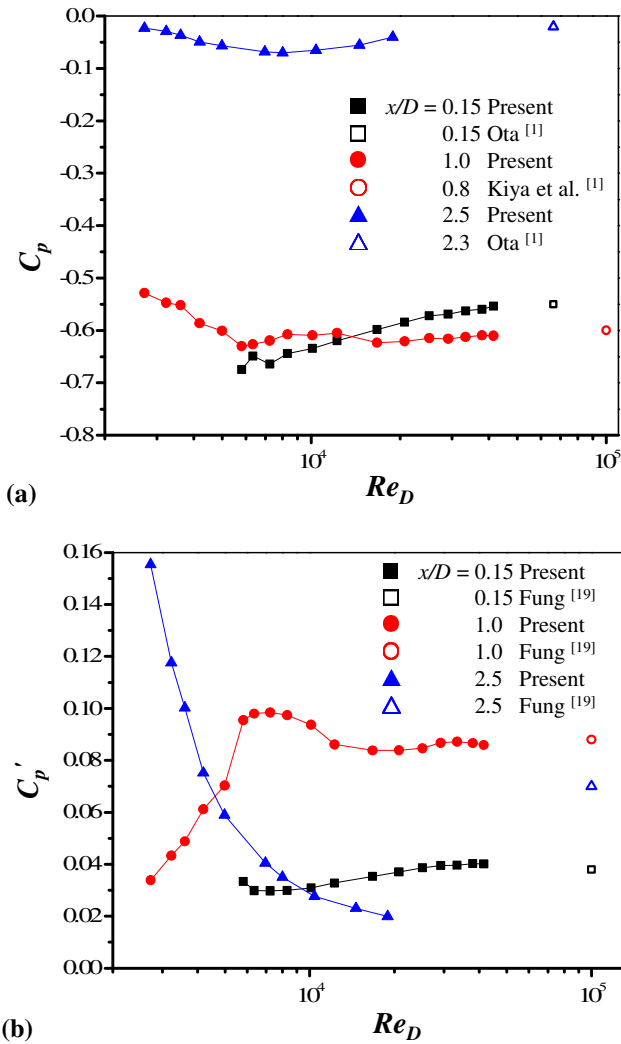 0.0
-0.1
-0.2
-0.3
-0.4
-0.5
-0.6
-0.7
-0.8
C_p
x/D = 0.15 Present
0.15 Ota [1]
1.0 Present
0.8 Kiya et al. [1]
2.5 Present
2.3 Ota [1]
10^4
10^5
Re_D
(a)
0.16
0.14
0.12
0.10
0.08
0.06
0.04
0.02
0.00
C_p'
x/D = 0.15 Present
0.15 Fung [19]
1.0 Present
1.0 Fung [19]
2.5 Present
2.5 Fung [19]
10^4
10^5
Re_D
(b)